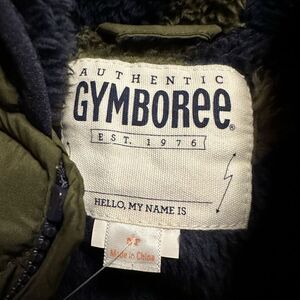 AUTHENTIC
GYMBOREE®
EST. 1976
HELLO, MY NAME IS
Made in China